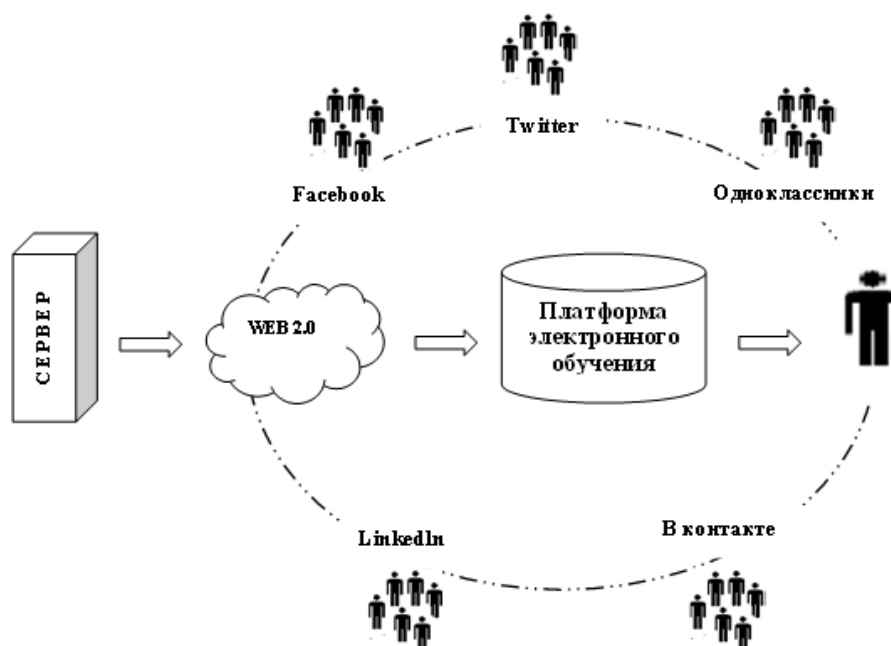 Twitter
Facebook
Одноклассники
СЕРВЕР
WEB 2.0
Платформа
электронного
обучения
LinkedIn
В контакте